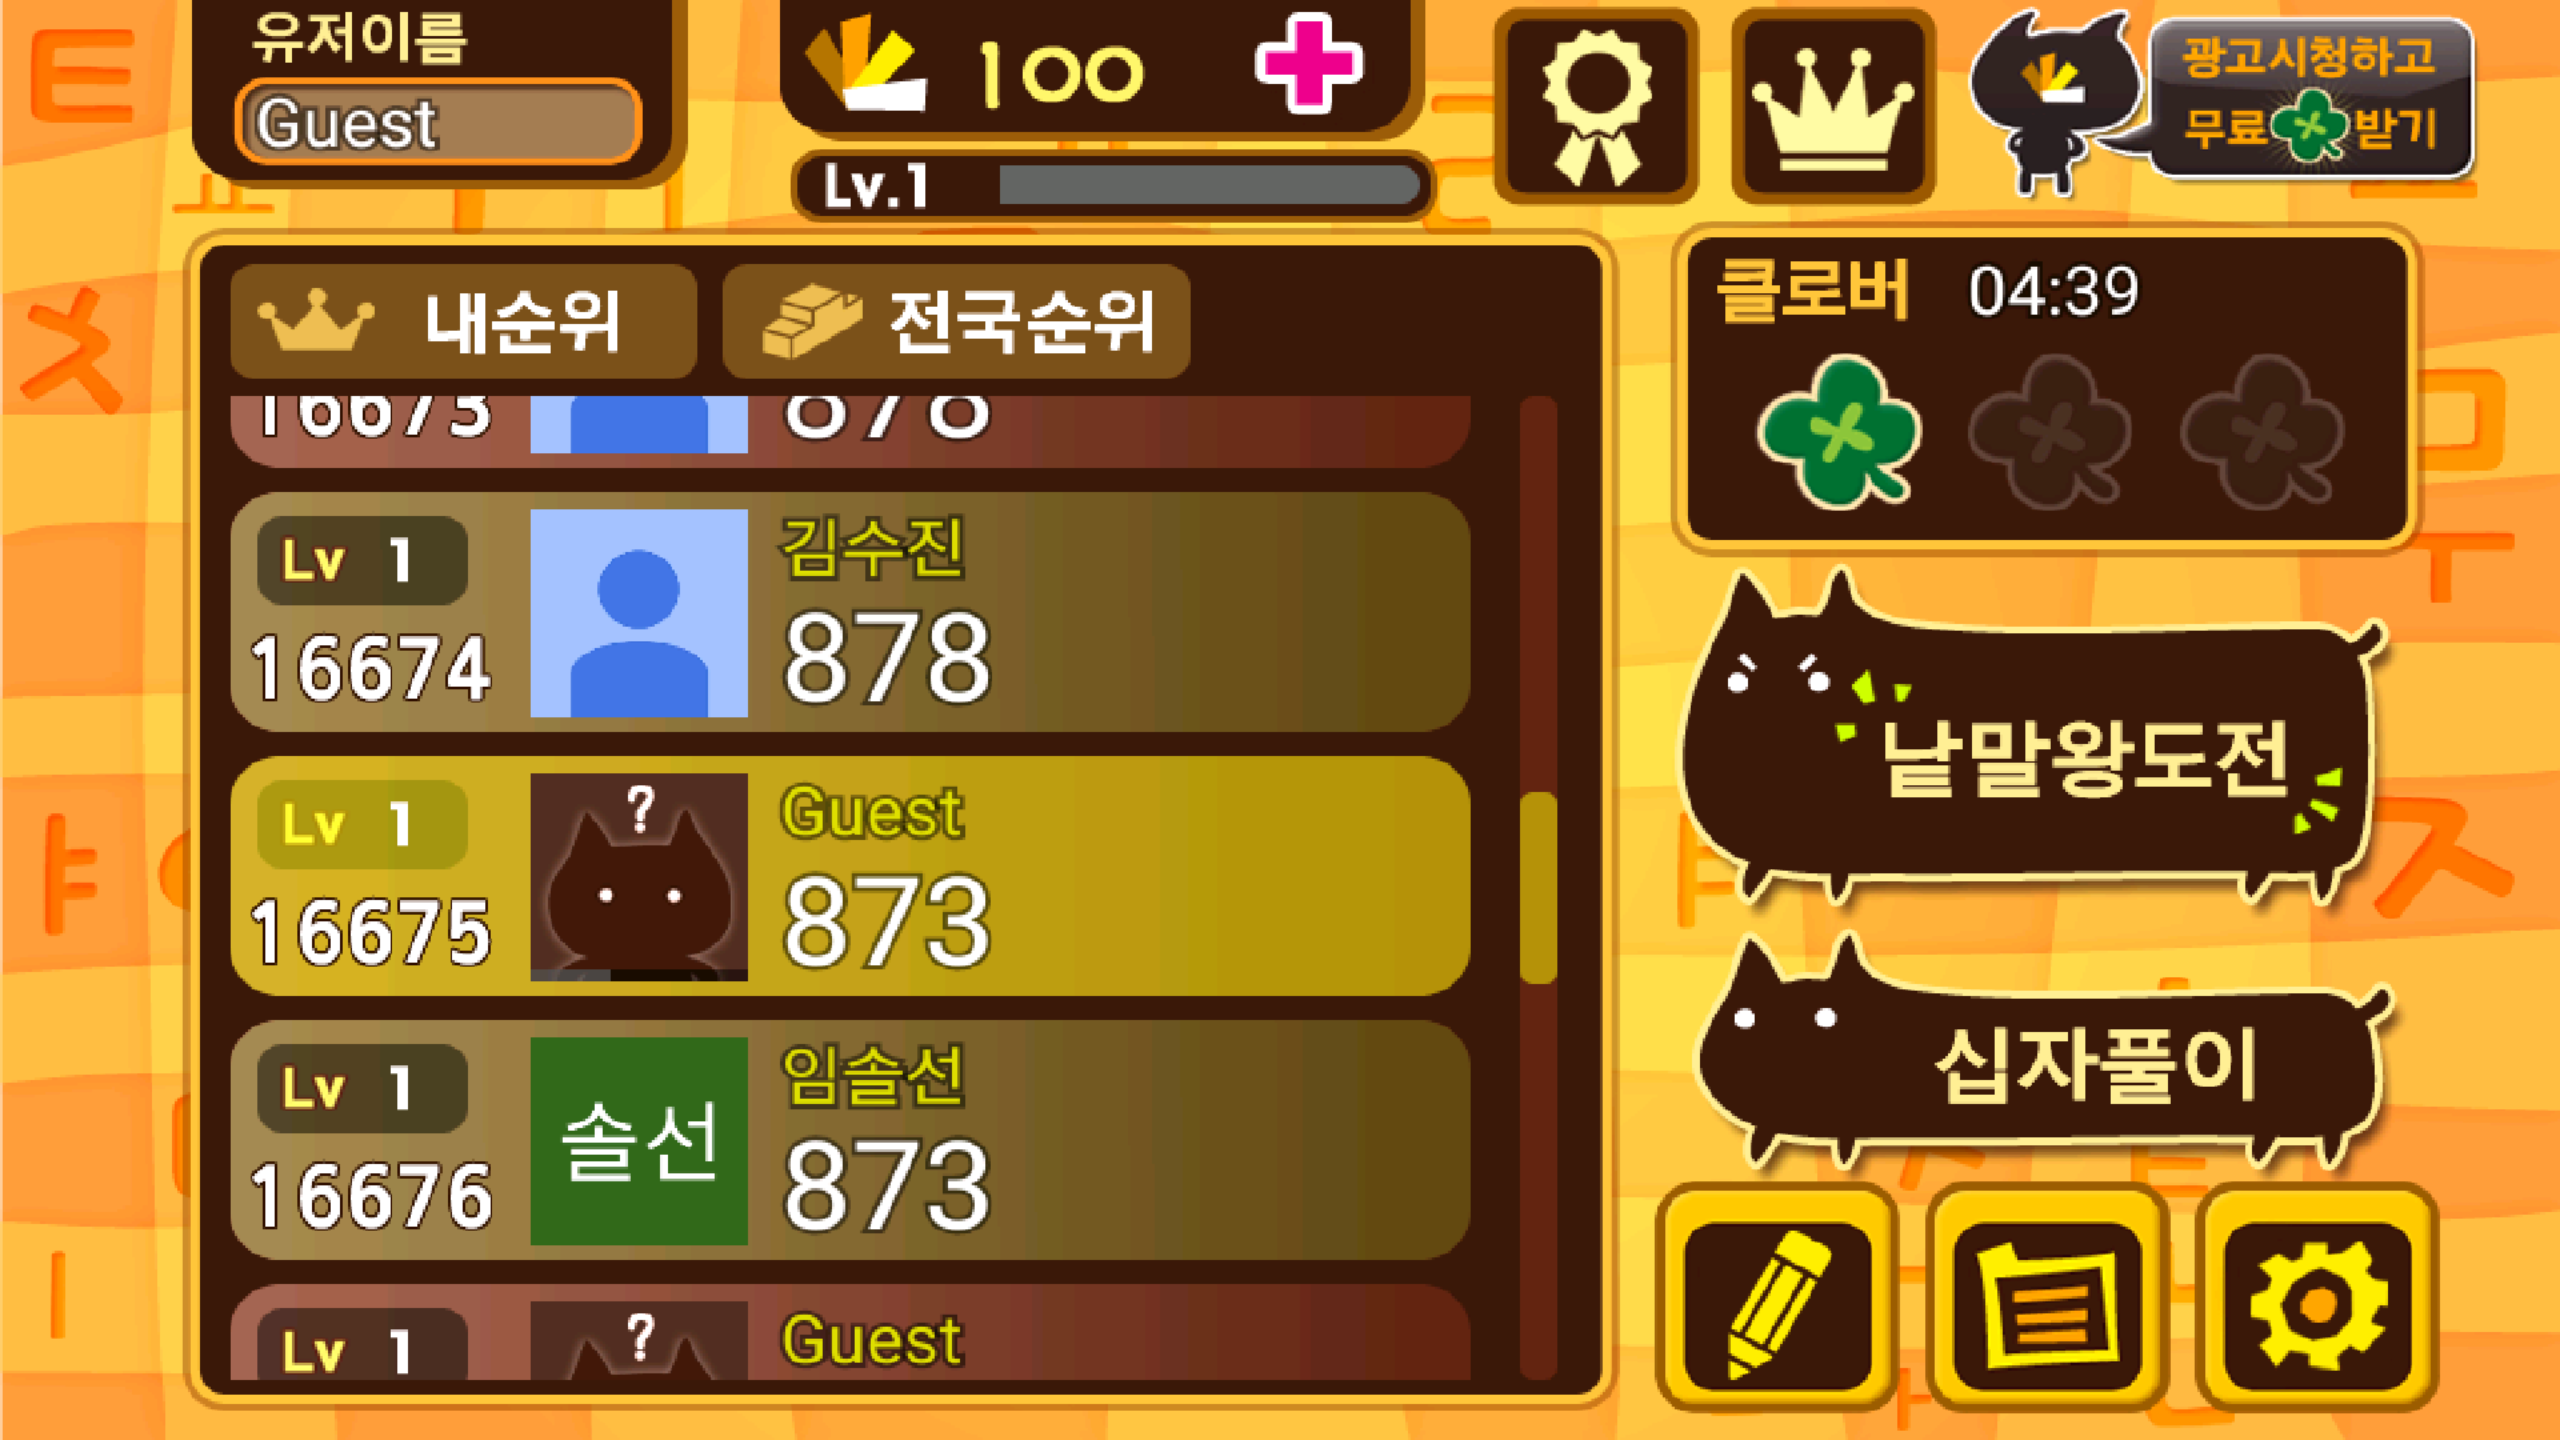 유저이름
Guest
100
Lv.1
광고시청하고
무료 받기
내순위
전국순위
16673
878
Lv 1
16674
김수진
878
Lv 1
16675
?
Guest
873
Lv 1
16676
솔선
임솔선
873
Lv 1
?
Guest
클로버 04:39
낱말왕도전
십자풀이